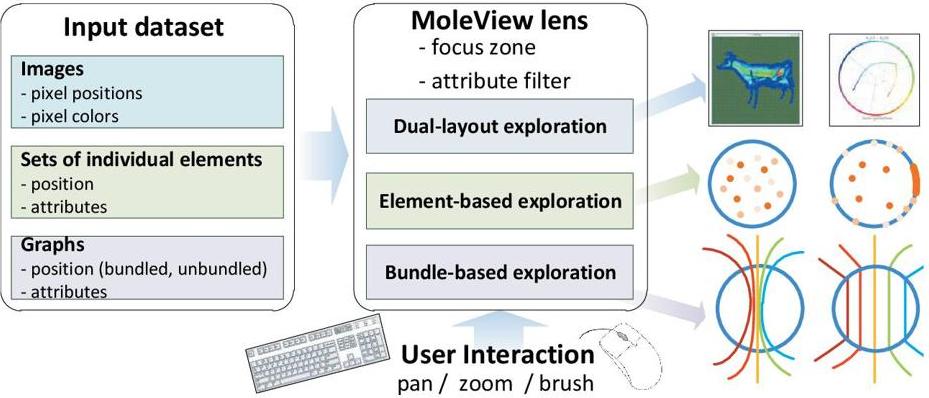 Input dataset
Images
- pixel positions
- pixel colors
Sets of individual elements
- position
- attributes
Graphs
- position (bundled, unbundled)
- attributes
MoleView lens
- focus zone
- attribute filter
Dual-layout exploration
Element-based exploration
Bundle-based exploration
User Interaction
pan / zoom / brush